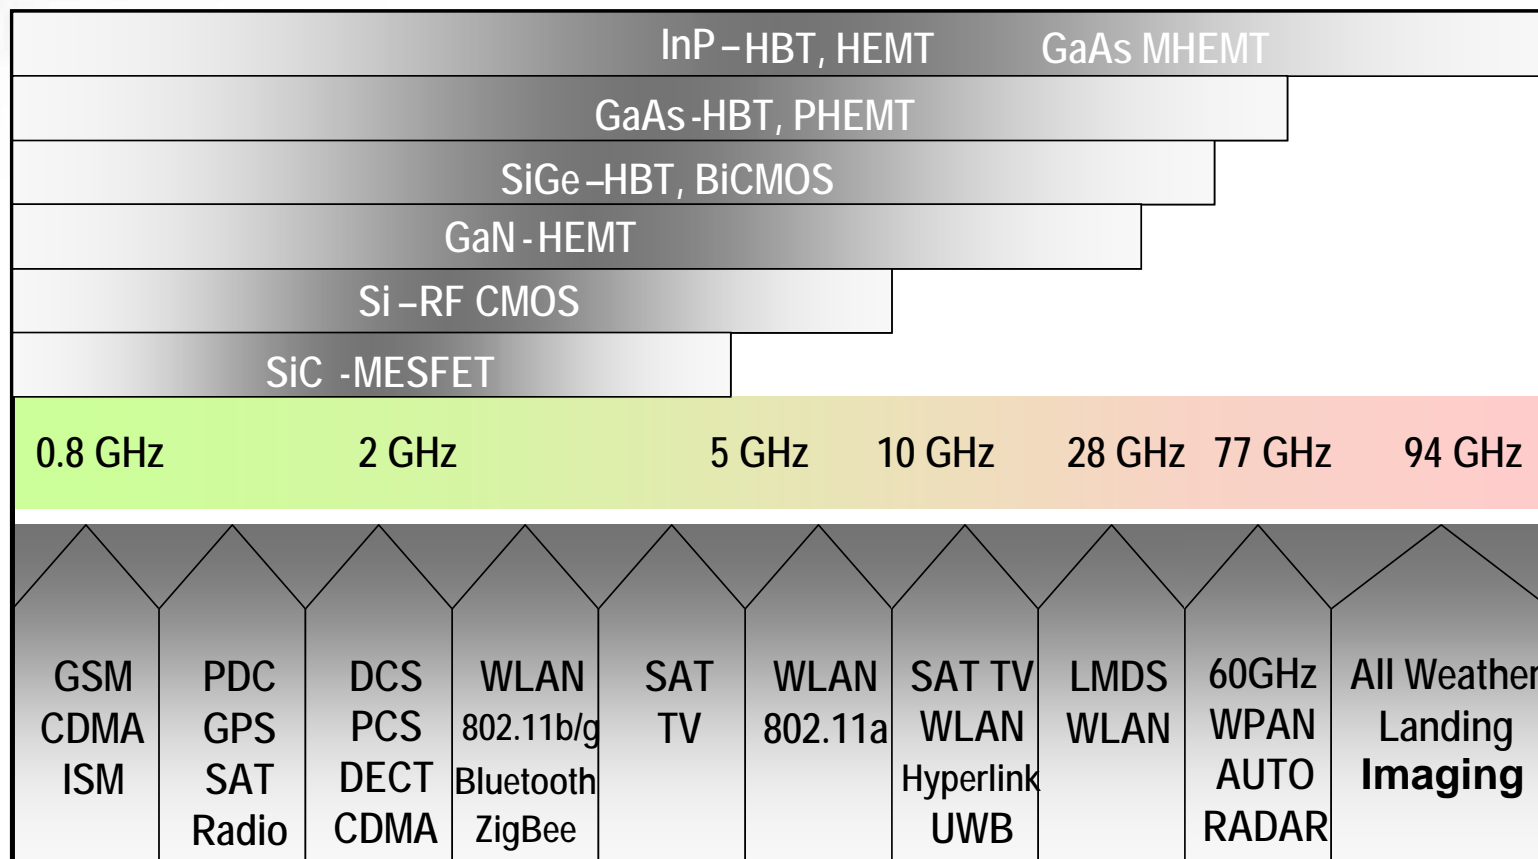 InP – HBT, HEMT GaAs MHEMT
GaAs -HBT, PHEMT
SiGe –HBT, BiCMOS
GaN - HEMT
Si –RF CMOS
SiC -MESFET
0.8 GHz 2 GHz 5 GHz 10 GHz 28 GHz 77 GHz 94 GHz
GSM
CDMA
ISM
PDC
GPS
SAT
Radio
DCS
PCS
DECT
CDMA
WLAN
802.11b/g
Bluetooth
ZigBee
SAT
TV
WLAN
802.11a
SAT TV
WLAN
Hyperlink
UWB
LMDS
WLAN
60GHz
WPAN
AUTO
RADAR
All Weather
Landing
Imaging